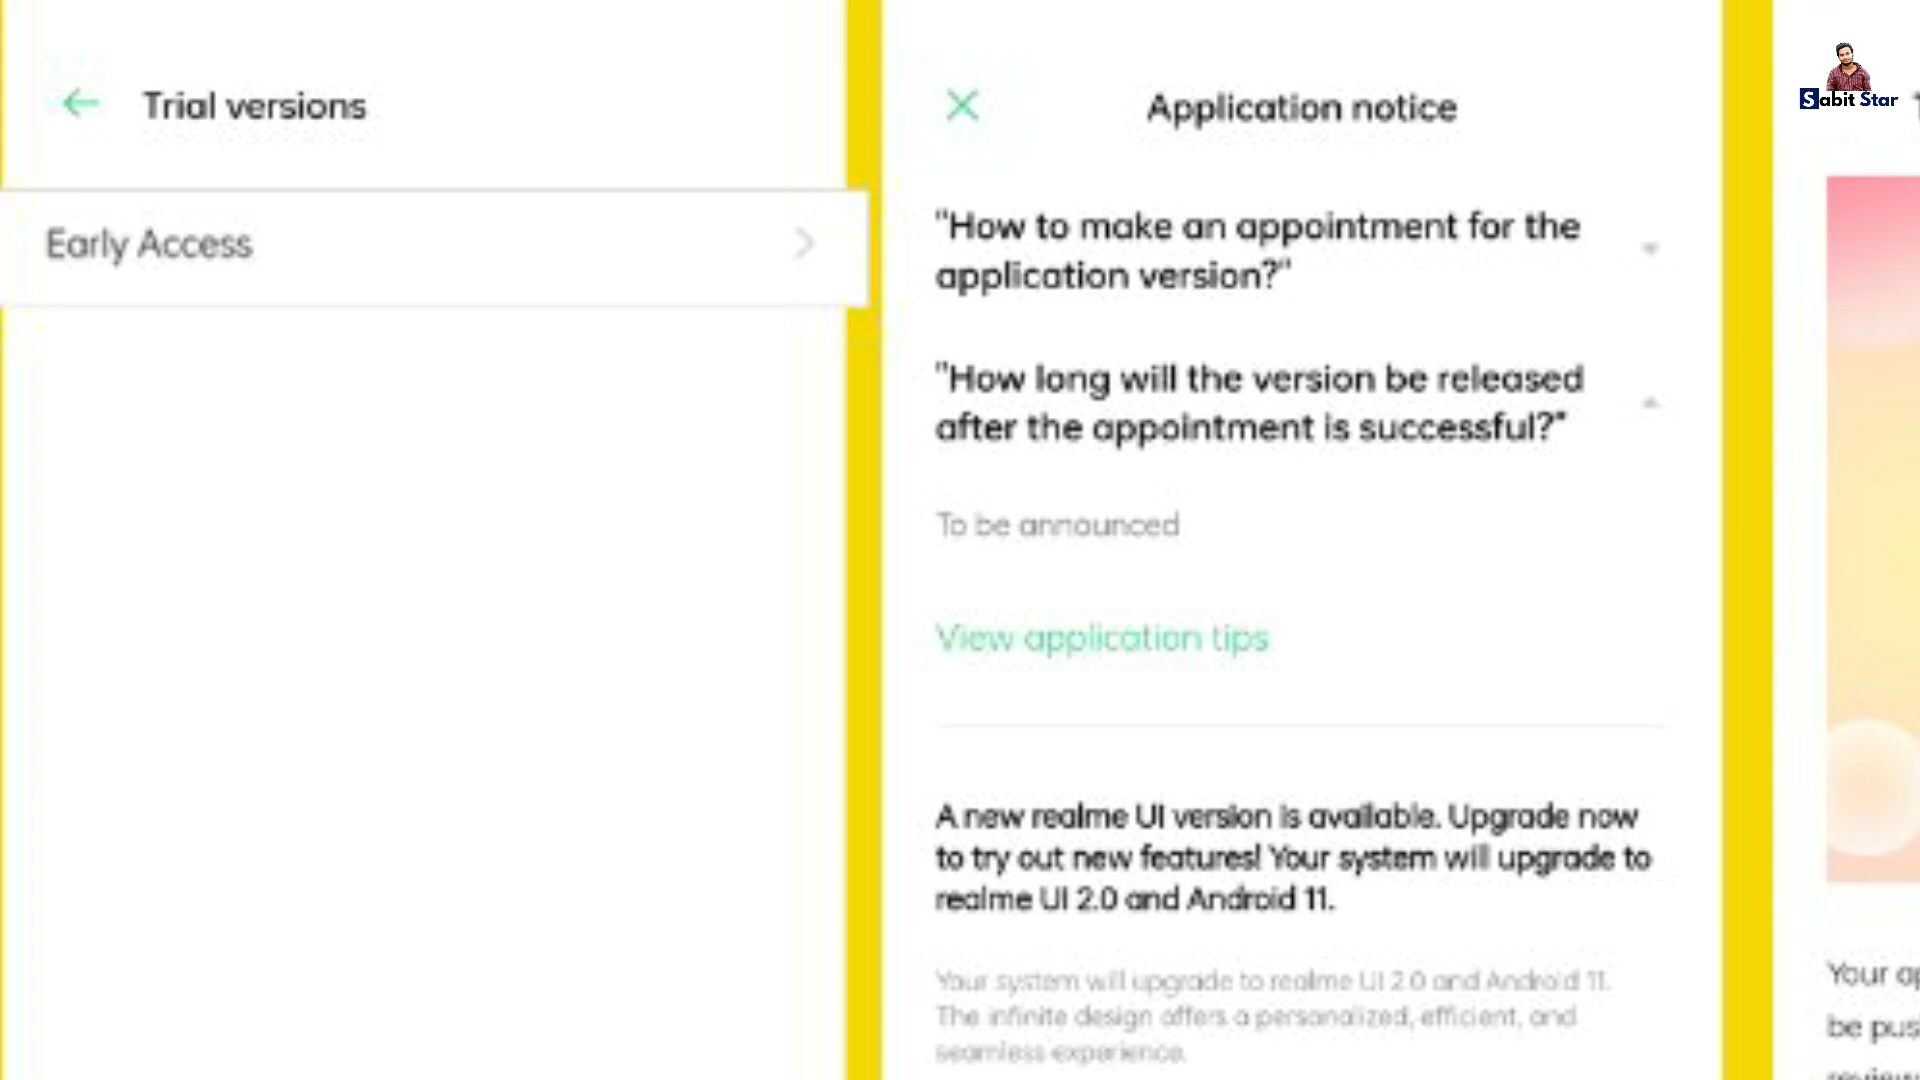 Trial versions
Early Access
Application notice
"How to make an appointment for the
application version?"
"How long will the version be released
after the appointment is successful?"
To be announced
View application tips
A new realme UI version is available. Upgrade now
to try out new features! Your system will upgrade to
realme UI 2.0 and Android 11.
Your system will upgrade to realme UI 2.0 and Android 11.
The infinite design offers a personalized, efficient, and
seamless experience.
Sabit Star
Your
be